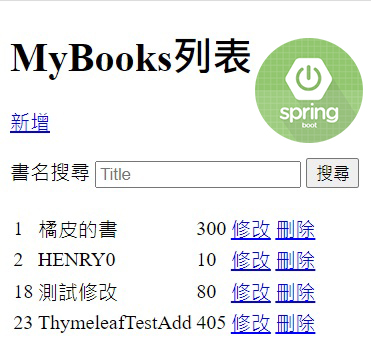 MyBooks列表
spring
boot
新增
書名搜尋 Title 搜尋
1 橘皮的書 300 修改 刪除
2 HENRY0 10 修改 刪除
18 測試修改 80 修改 刪除
23 ThymeleafTestAdd 405 修改 刪除